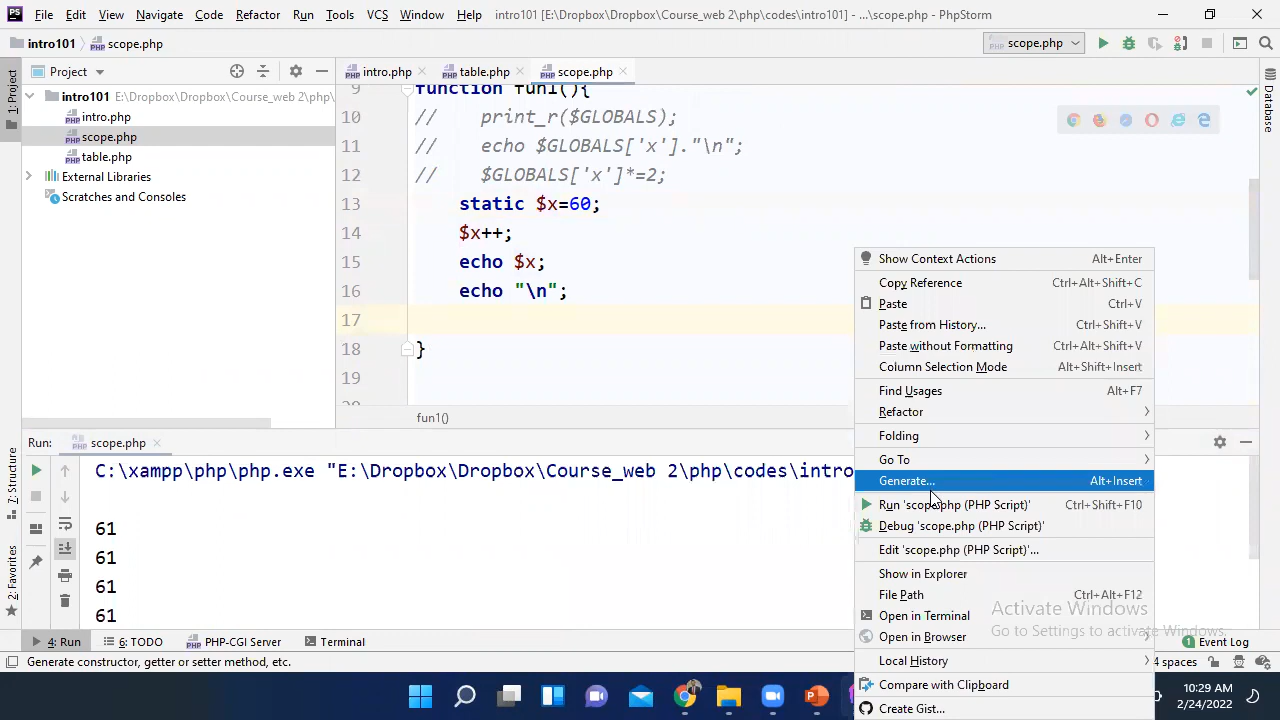 PS File Edit View Navigate Code Refactor Run Tools VCS Window Help intro101 [E:\Dropbox\Dropbox\Course_web 2\php\codes\intro101] - ...\scope.php - PhpStorm
intro101 PHP scope.php
PHP scope.php
1: Project
Project
intro101 E:\Dropbox\Dropbox\Course_web 2\php\
intro.php
scope.php
table.php
External Libraries
Scratches and Consoles
PHP intro.php PHP table.php PHP scope.php
9 function fun1(){
10 // print_r($GLOBALS);
11 // echo $GLOBALS['x']."\n";
12 // $GLOBALS['x']*=2;
13 static $x=60;
14 $x++;
15 echo $x;
16 echo "\n";
17
18 }
19
fun1()
Database
Show Context Actions Alt+Enter
Copy Reference Ctrl+Alt+Shift+C
Paste Ctrl+V
Paste from History... Ctrl+Shift+V
Paste without Formatting Ctrl+Alt+Shift+V
Column Selection Mode Alt+Shift+Insert
Find Usages Alt+F7
Refactor
Folding
Go To
Generate... Alt+Insert
Run 'scope.php (PHP Script)' Ctrl+Shift+F10
Debug 'scope.php (PHP Script)'
Edit 'scope.php (PHP Script)'...
Show in Explorer
File Path Ctrl+Alt+F12
Open in Terminal
Open in Browser
Local History
Compare with Clipboard
Create Gist...
Run: scope.php
C:\xampp\php\php.exe "E:\Dropbox\Dropbox\Course_web 2\php\codes\intro
61
61
61
61
7: Structure
2: Favorites
Activate Windows
Go to Settings to activate Windows.
4: Run 6: TODO PHP-CGI Server Terminal 1 Event Log
Generate constructor, getter or setter method, etc. 4 spaces
10:29 AM
2/24/2022